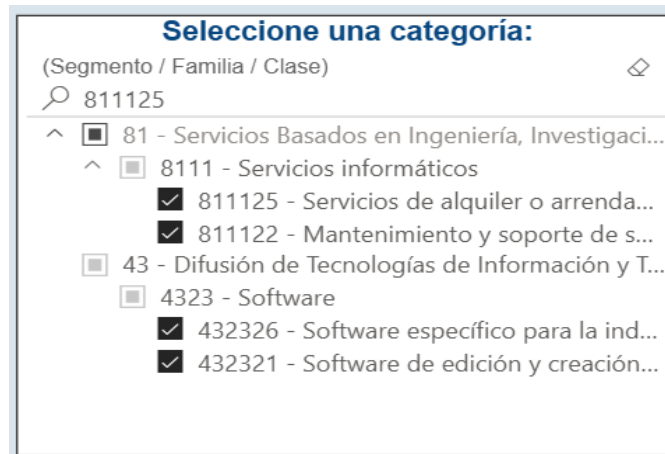 Seleccione una categoría:
(Segmento / Familia / Clase)
811125
81 - Servicios Basados en Ingeniería, Investigaci...
8111 - Servicios informáticos
811125 - Servicios de alquiler o arrenda...
811122 - Mantenimiento y soporte de s...
43 - Difusión de Tecnologías de Información y T...
4323 - Software
432326 - Software específico para la ind...
432321 - Software de edición y creación...